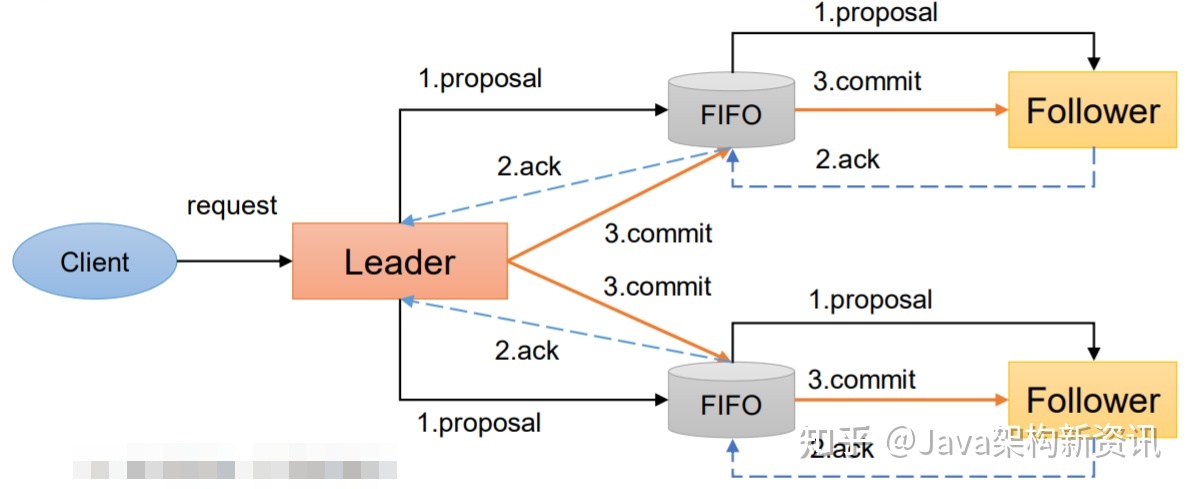 1.proposal
1.proposal
3.commit
FIFO
Follower
2.ack
2.ack
request
3.commit
Client
Leader
3.commit
1.proposal
2.ack
3.commit
FIFO
Follower
1.proposal
知乎 @Java架构新资讯
2.ack